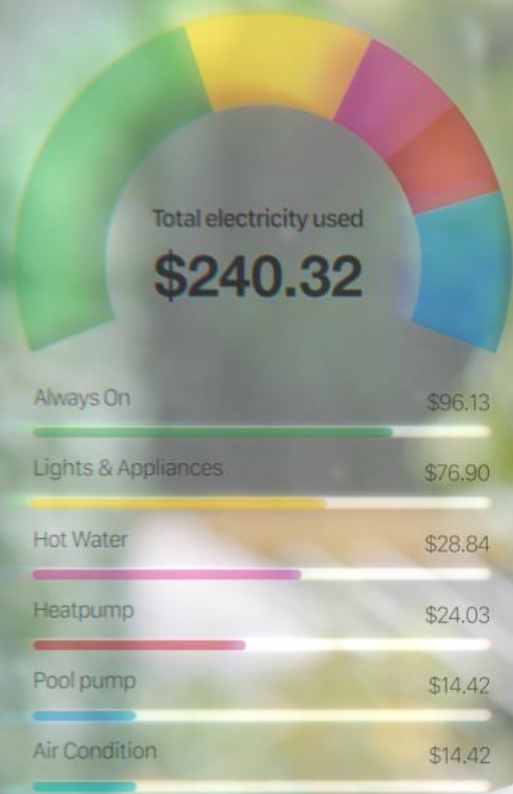 Total electricity used
$240.32
Always On $96.13
Lights & Appliances $76.90
Hot Water $28.84
Heatpump $24.03
Pool pump $14.42
Air Condition $14.42